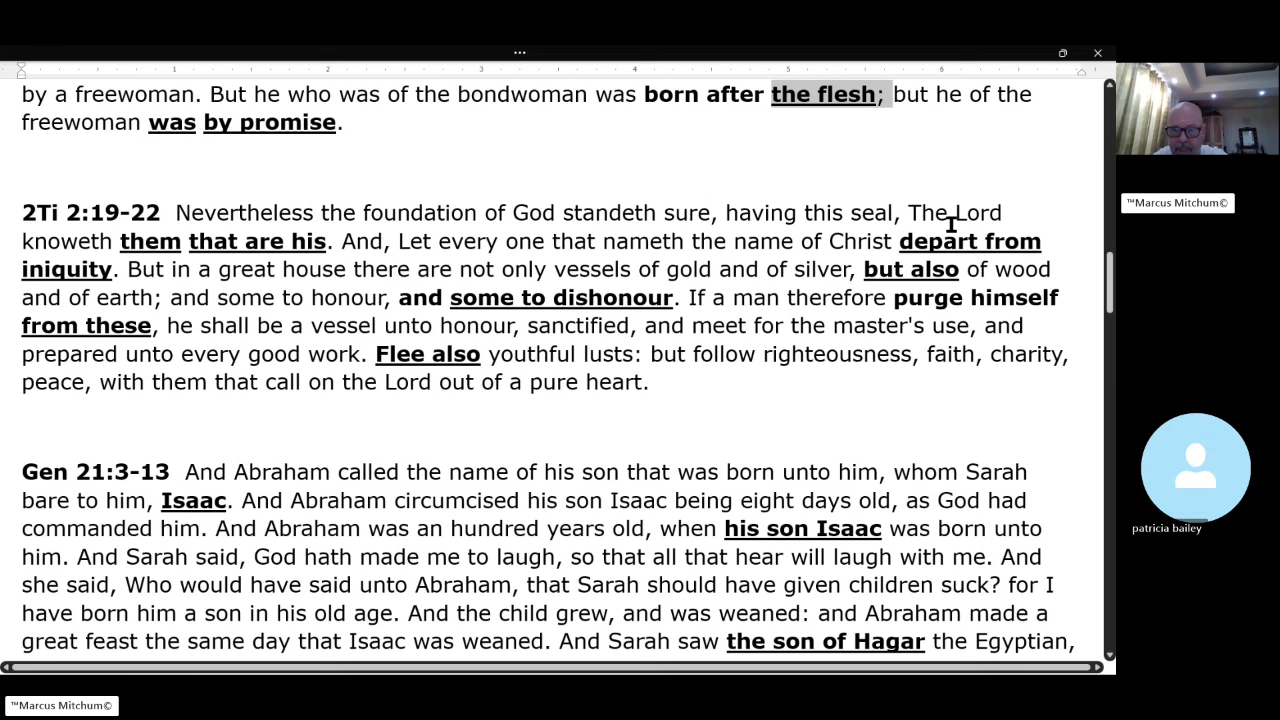 1 2 3 4 5 6
by a freewoman. But he who was of the bondwoman was born after the flesh; but he of the
freewoman was by promise.
2Ti 2:19-22 Nevertheless the foundation of God standeth sure, having this seal, The Lord
knoweth them that are his. And, Let every one that nameth the name of Christ depart from
iniquity. But in a great house there are not only vessels of gold and of silver, but also of wood
and of earth; and some to honour, and some to dishonour. If a man therefore purge himself
from these, he shall be a vessel unto honour, sanctified, and meet for the master's use, and
prepared unto every good work. Flee also youthful lusts: but follow righteousness, faith, charity,
peace, with them that call on the Lord out of a pure heart.
Gen 21:3-13 And Abraham called the name of his son that was born unto him, whom Sarah
bare to him, Isaac. And Abraham circumcised his son Isaac being eight days old, as God had
commanded him. And Abraham was an hundred years old, when his son Isaac was born unto
him. And Sarah said, God hath made me to laugh, so that all that hear will laugh with me. And
she said, Who would have said unto Abraham, that Sarah should have given children suck? for I
have born him a son in his old age. And the child grew, and was weaned: and Abraham made a
great feast the same day that Isaac was weaned. And Sarah saw the son of Hagar the Egyptian,
™Marcus Mitchum©
patricia bailey
™Marcus Mitchum©